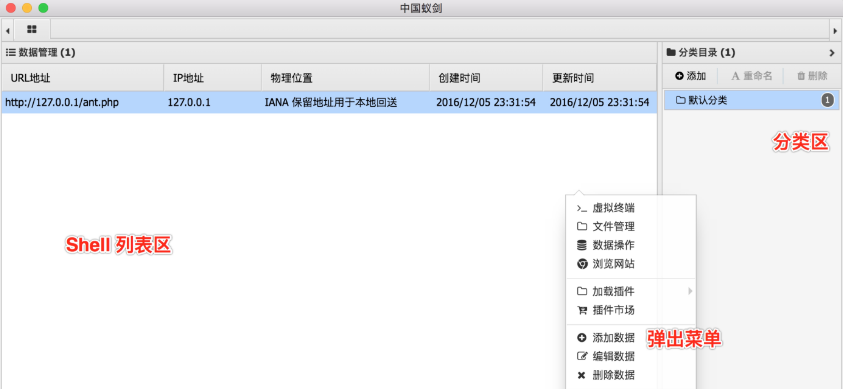 中国蚁剑
数据管理 (1)
分类目录 (1)
URL地址 IP地址 物理位置 创建时间 更新时间
添加 重命名 删除
http://127.0.0.1/ant.php 127.0.0.1 IANA 保留地址用于本地回送 2016/12/05 23:31:54 2016/12/05 23:31:54
默认分类 1
分类区
Shell 列表区
虚拟终端
文件管理
数据操作
浏览网站
加载插件
插件市场
添加数据
弹出菜单
编辑数据
删除数据